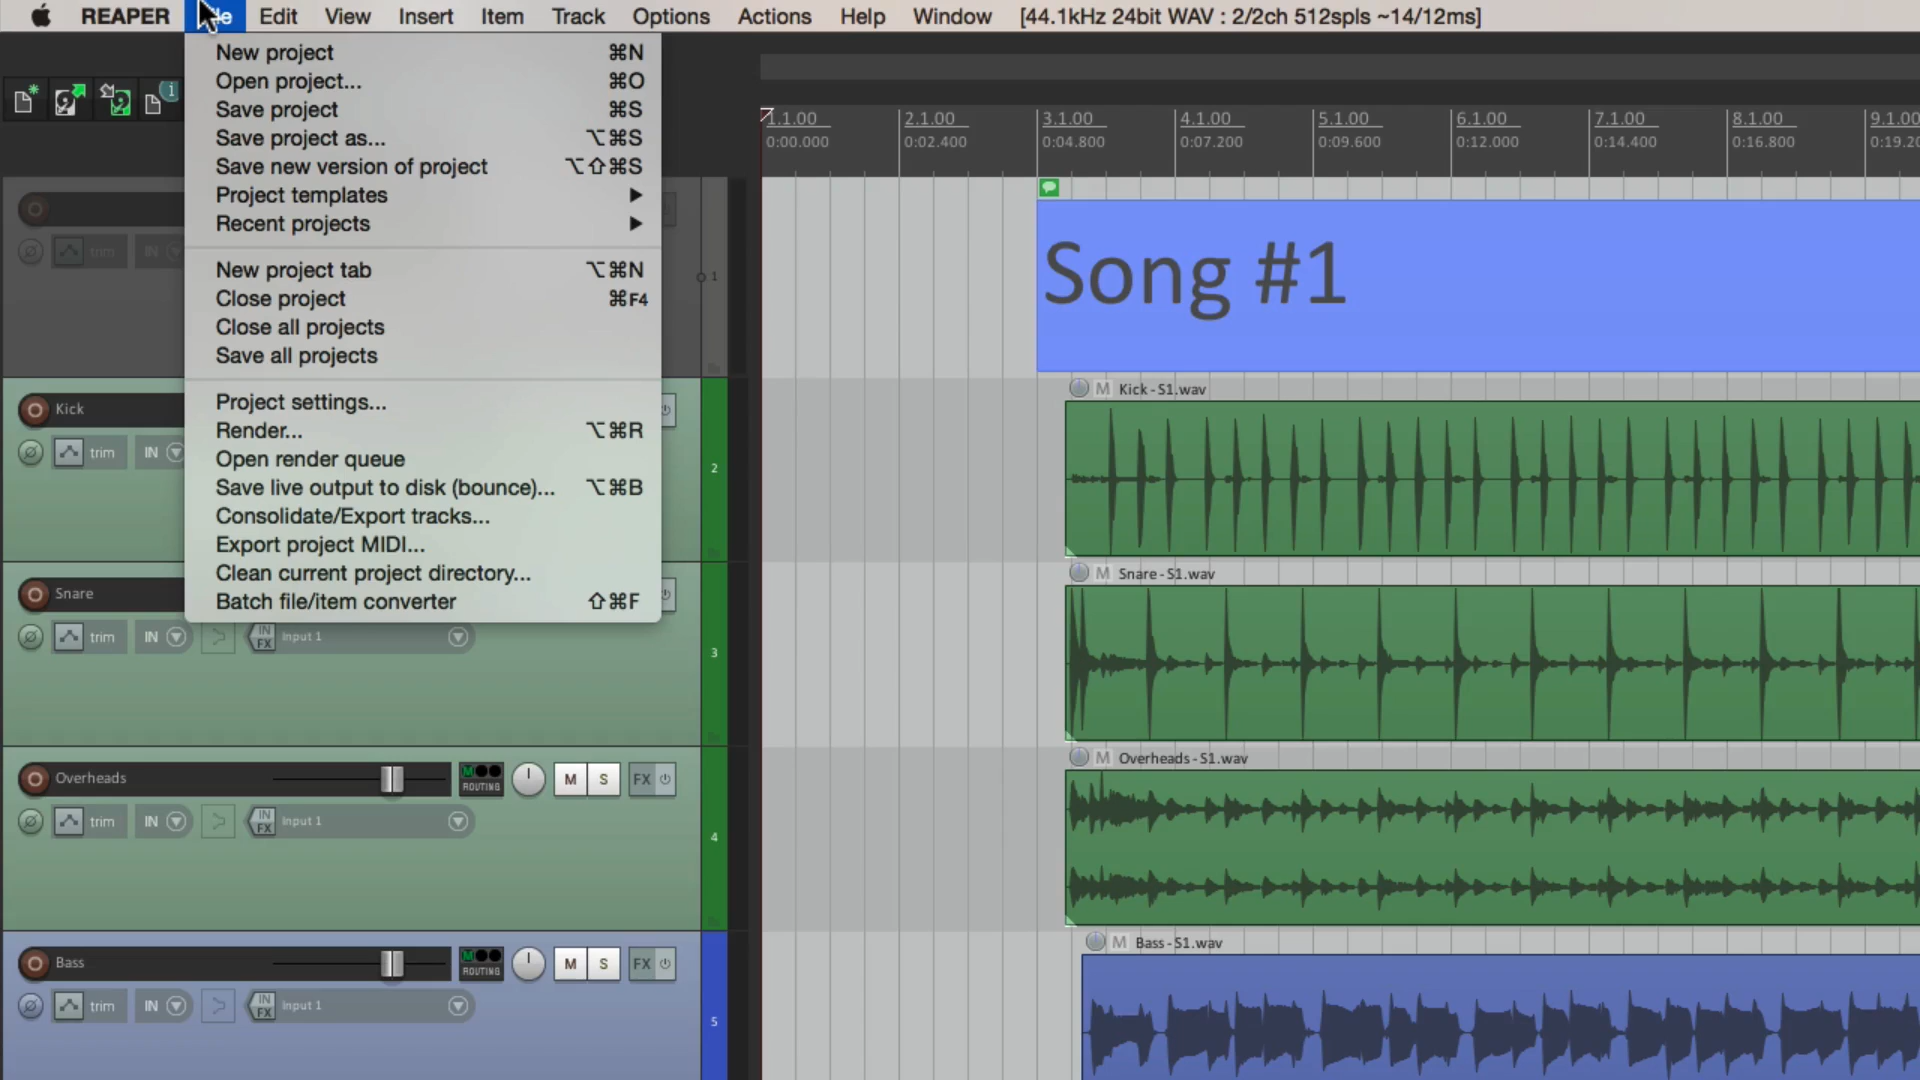 REAPER File Edit View Insert Item Track Options Actions Help Window [44.1kHz 24bit WAV : 2/2ch 512spls ~14/12ms]
New project ⌘N
Open project... ⌘O
Save project ⌘S
Save project as... ⌥⌘S
Save new version of project ⌥⇧⌘S
Project templates
Recent projects
New project tab ⌥⌘N
Close project ⌘F4
Close all projects
Save all projects
Project settings...
Render... ⌥⌘R
Open render queue
Save live output to disk (bounce)... ⌥⌘B
Consolidate/Export tracks...
Export project MIDI...
Clean current project directory...
Batch file/item converter ⇧⌘F
1.1.00 2.1.00 3.1.00 4.1.00 5.1.00 6.1.00 7.1.00 8.1.00 9.1.00
0:00.000 0:02.400 0:04.800 0:07.200 0:09.600 0:12.000 0:14.400 0:16.800 0:19.20
trim IN
1
Song #1
Kick
trim IN
2
M Kick - S1.wav
Snare
trim IN IN FX Input 1
3
M Snare - S1.wav
Overheads ROUTING M S FX
trim IN IN FX Input 1
4
M Overheads - S1.wav
Bass ROUTING M S FX
trim IN IN FX Input 1
5
M Bass - S1.wav